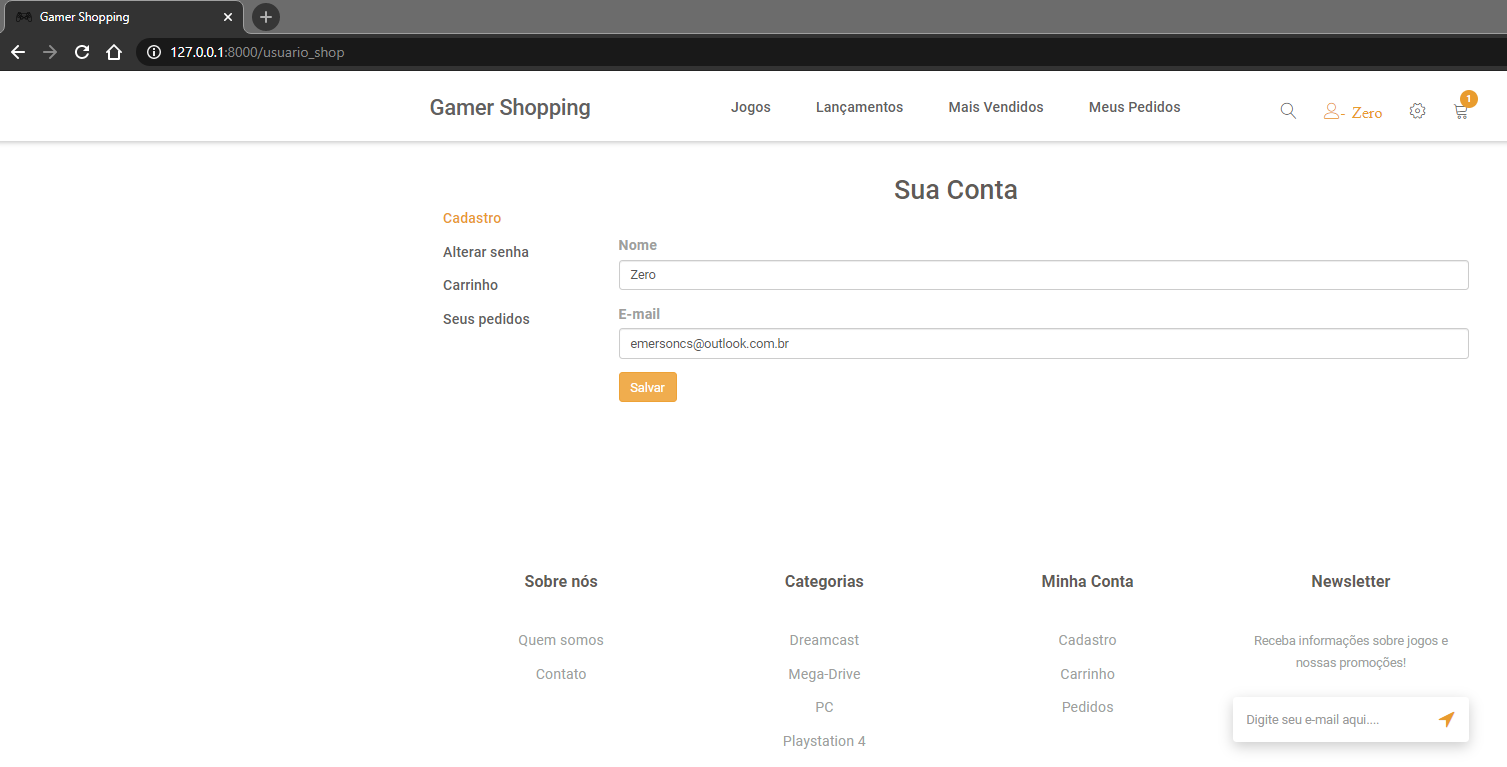 Gamer Shopping
127.0.0.1:8000/usuario_shop
Gamer Shopping
Jogos
Lançamentos
Mais Vendidos
Meus Pedidos
- Zero
1
Sua Conta
Cadastro
Alterar senha
Carrinho
Seus pedidos
Nome
Zero
E-mail
emersoncs@outlook.com.br
Salvar
Sobre nós
Quem somos
Contato
Categorias
Dreamcast
Mega-Drive
PC
Playstation 4
Minha Conta
Cadastro
Carrinho
Pedidos
Newsletter
Receba informações sobre jogos e
nossas promoções!
Digite seu e-mail aqui....